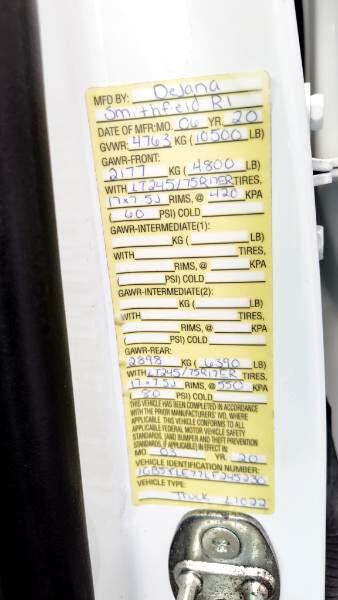 MFD BY: Dejana
Smithfield RI
DATE OF MFR:MO. 06 YR. 20
GVWR: 4763 KG (10500 LB)
GAWR-FRONT:
2177 KG (4800 LB)
WITH LT245/75R17E TIRES,
17x7.5J RIMS, @ 420 KPA
(60 PSI) COLD
GAWR-INTERMEDIATE(1):
KG ( LB)
WITH TIRES,
RIMS, @ KPA
( PSI) COLD
GAWR-INTERMEDIATE(2):
KG ( LB)
WITH TIRES,
RIMS, @ KPA
( PSI) COLD
GAWR-REAR:
2898 KG (6390 LB)
WITH LT245/75R17E TIRES,
17x7.5J RIMS, @ 550 KPA
( 80 PSI) COLD
THIS VEHICLE HAS BEEN COMPLETED IN ACCORDANCE
WITH THE PRIOR MANUFACTURERS' IVD, WHERE
APPLICABLE. THIS VEHICLE CONFORMS TO ALL
APPLICABLE FEDERAL MOTOR VEHICLE SAFETY
STANDARDS, (AND BUMPER AND THEFT PREVENTION
STANDARDS, IF APPLICABLE) IN EFFECT IN:
MO 03 YR. 20
VEHICLE IDENTIFICATION NUMBER:
VEHICLE TYPE:
Truck L1022